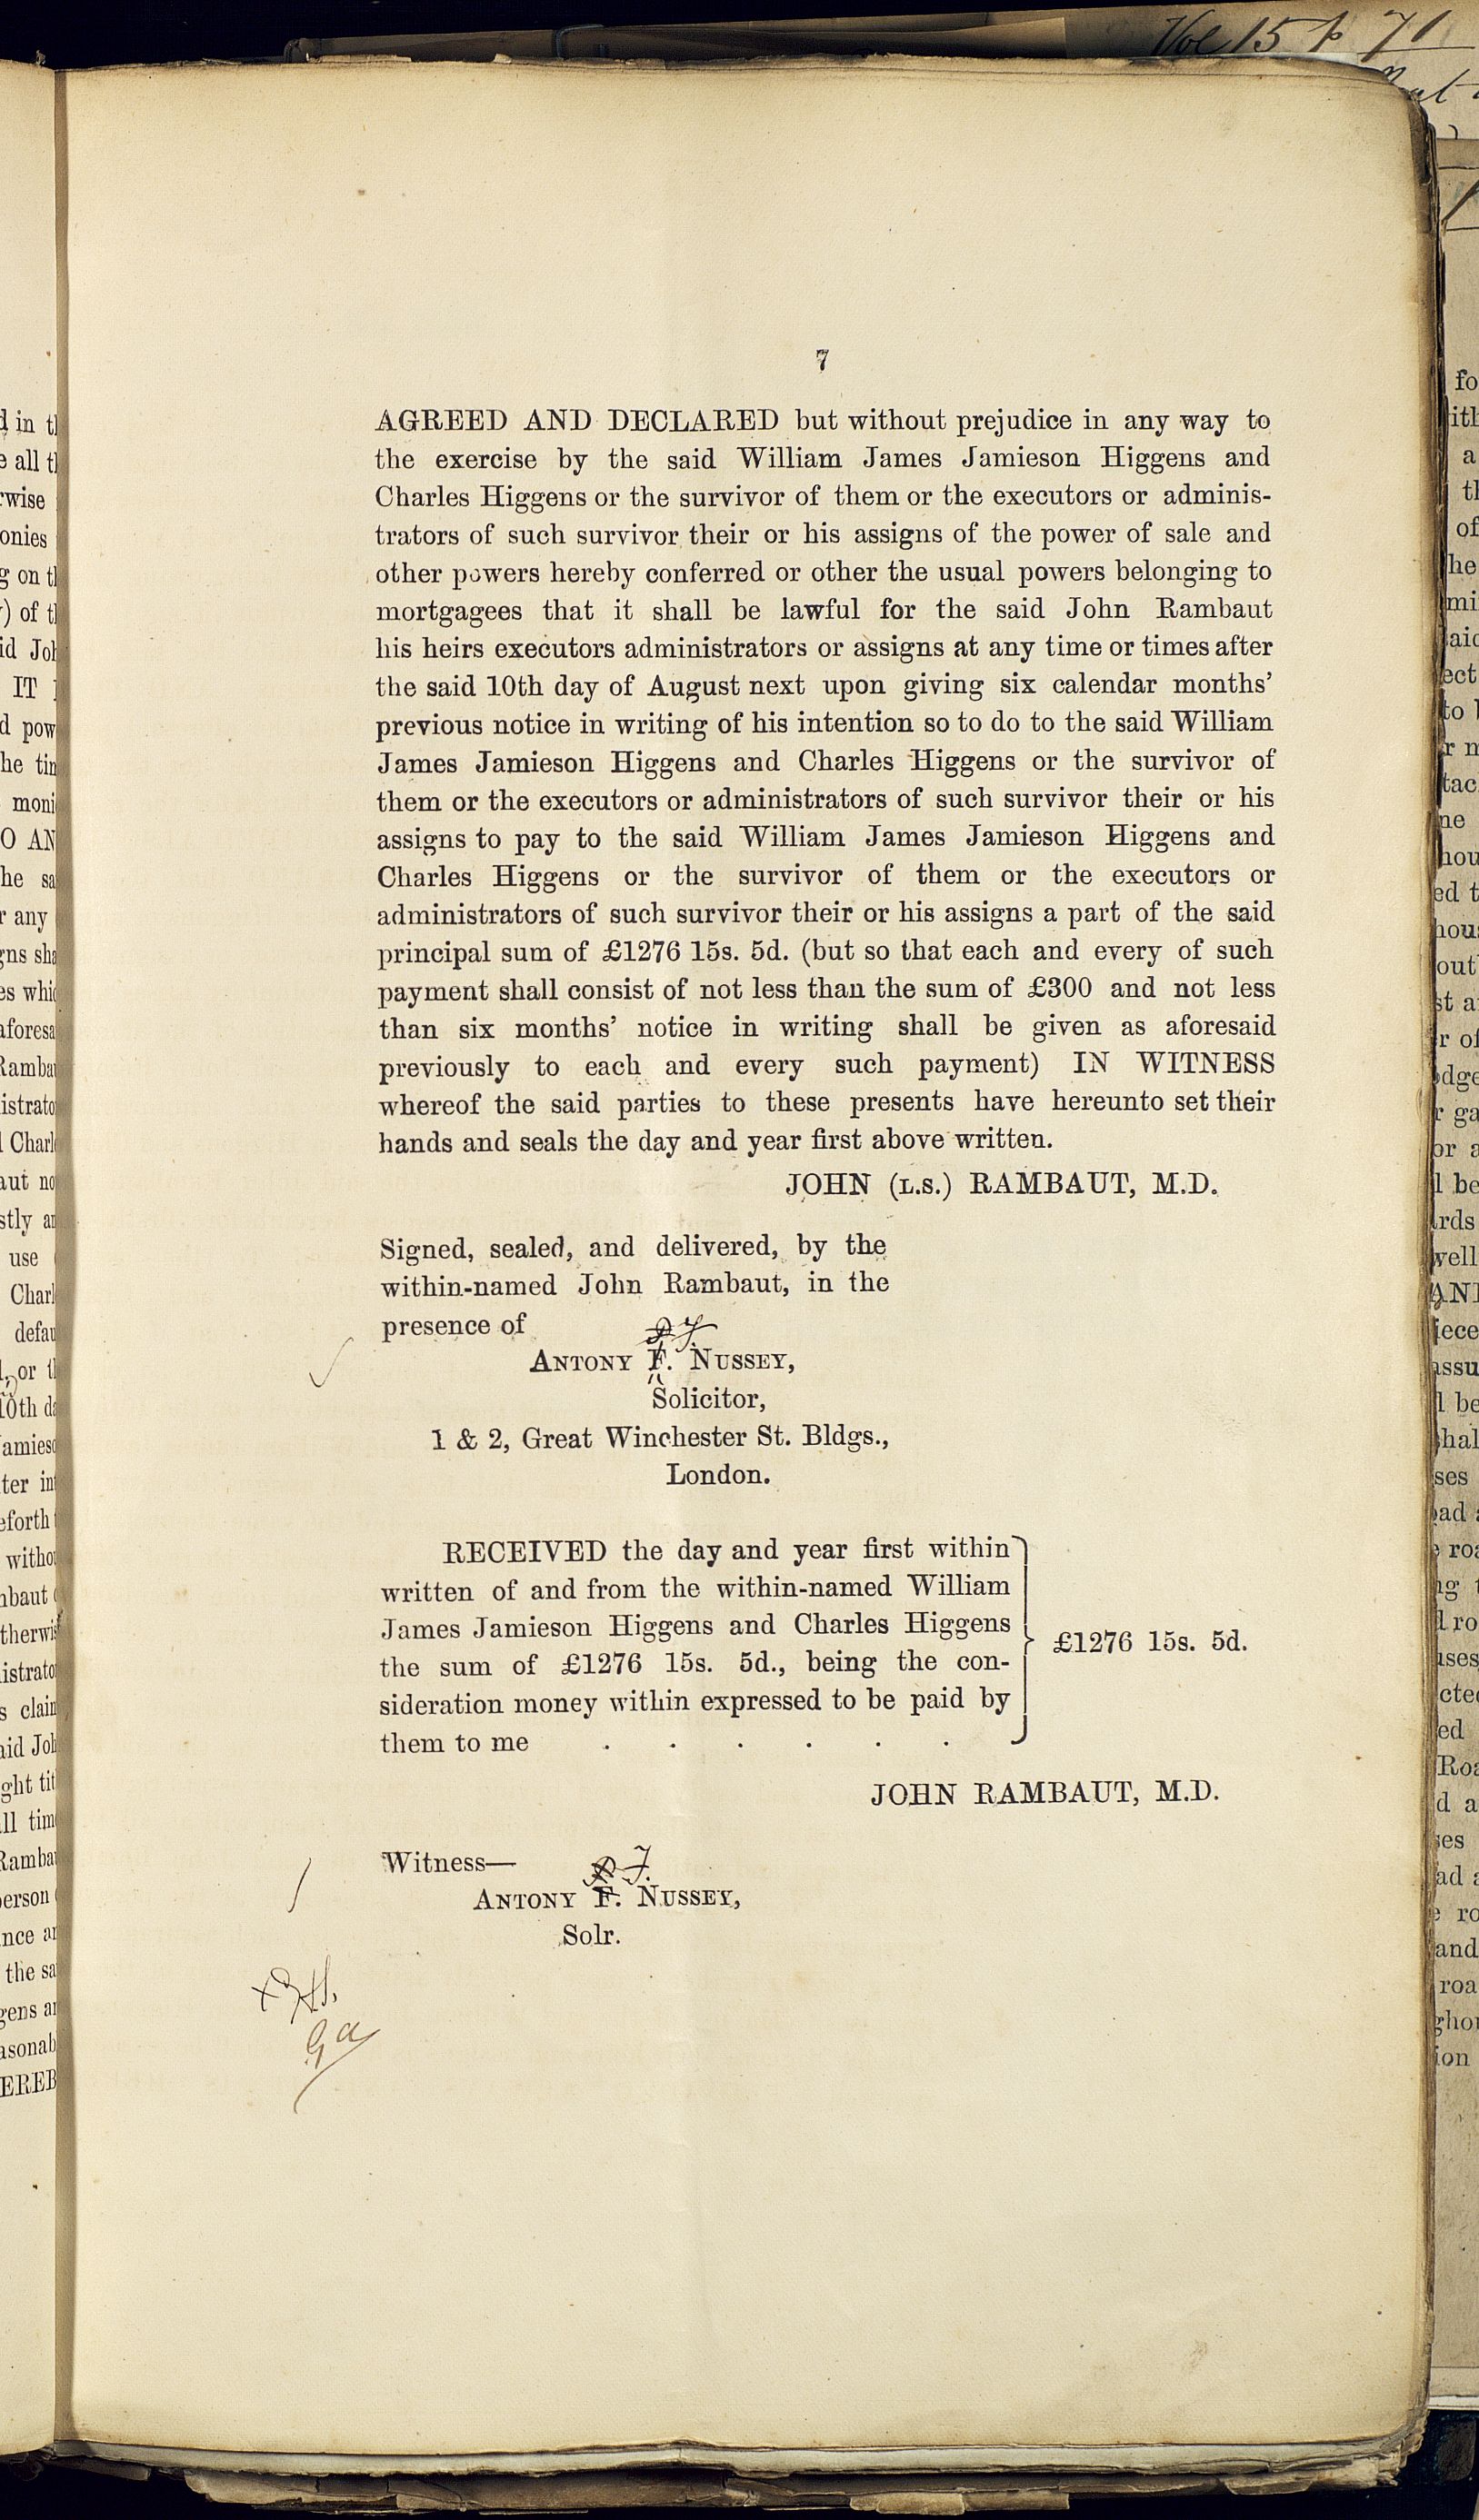 Vol 15 p 71
7
AGREED AND DECLARED but without prejudice in any way to
the exercise by the said William James Jamieson Higgens and
Charles Higgens or the survivor of them or the executors or adminis-
trators of such survivor their or his assigns of the power of sale and
other powers hereby conferred or other the usual powers belonging to
mortgagees that it shall be lawful for the said John Rambaut
his heirs executors administrators or assigns at any time or times after
the said 10th day of August next upon giving six calendar months'
previous notice in writing of his intention so to do to the said William
James Jamieson Higgens and Charles Higgens or the survivor of
them or the executors or administrators of such survivor their or his
assigns to pay to the said William James Jamieson Higgens and
Charles Higgens or the survivor of them or the executors or
administrators of such survivor their or his assigns a part of the said
principal sum of £1276 15s. 5d. (but so that each and every of such
payment shall consist of not less than the sum of £300 and not less
than six months' notice in writing shall be given as aforesaid
previously to each and every such payment) IN WITNESS
whereof the said parties to these presents have hereunto set their
hands and seals the day and year first above written.
JOHN (L.S.) RAMBAUT, M.D.
Signed, sealed, and delivered, by the
within-named John Rambaut, in the
presence of
ANTONY F. NUSSEY,
Solicitor,
1 & 2, Great Winchester St. Bldgs.,
London.
RECEIVED the day and year first within
written of and from the within-named William
James Jamieson Higgens and Charles Higgens
the sum of £1276 15s. 5d., being the con-
sideration money within expressed to be paid by
them to me . . . . . .
£1276 15s. 5d.
JOHN RAMBAUT, M.D.
Witness—
ANTONY F. NUSSEY,
Solr.